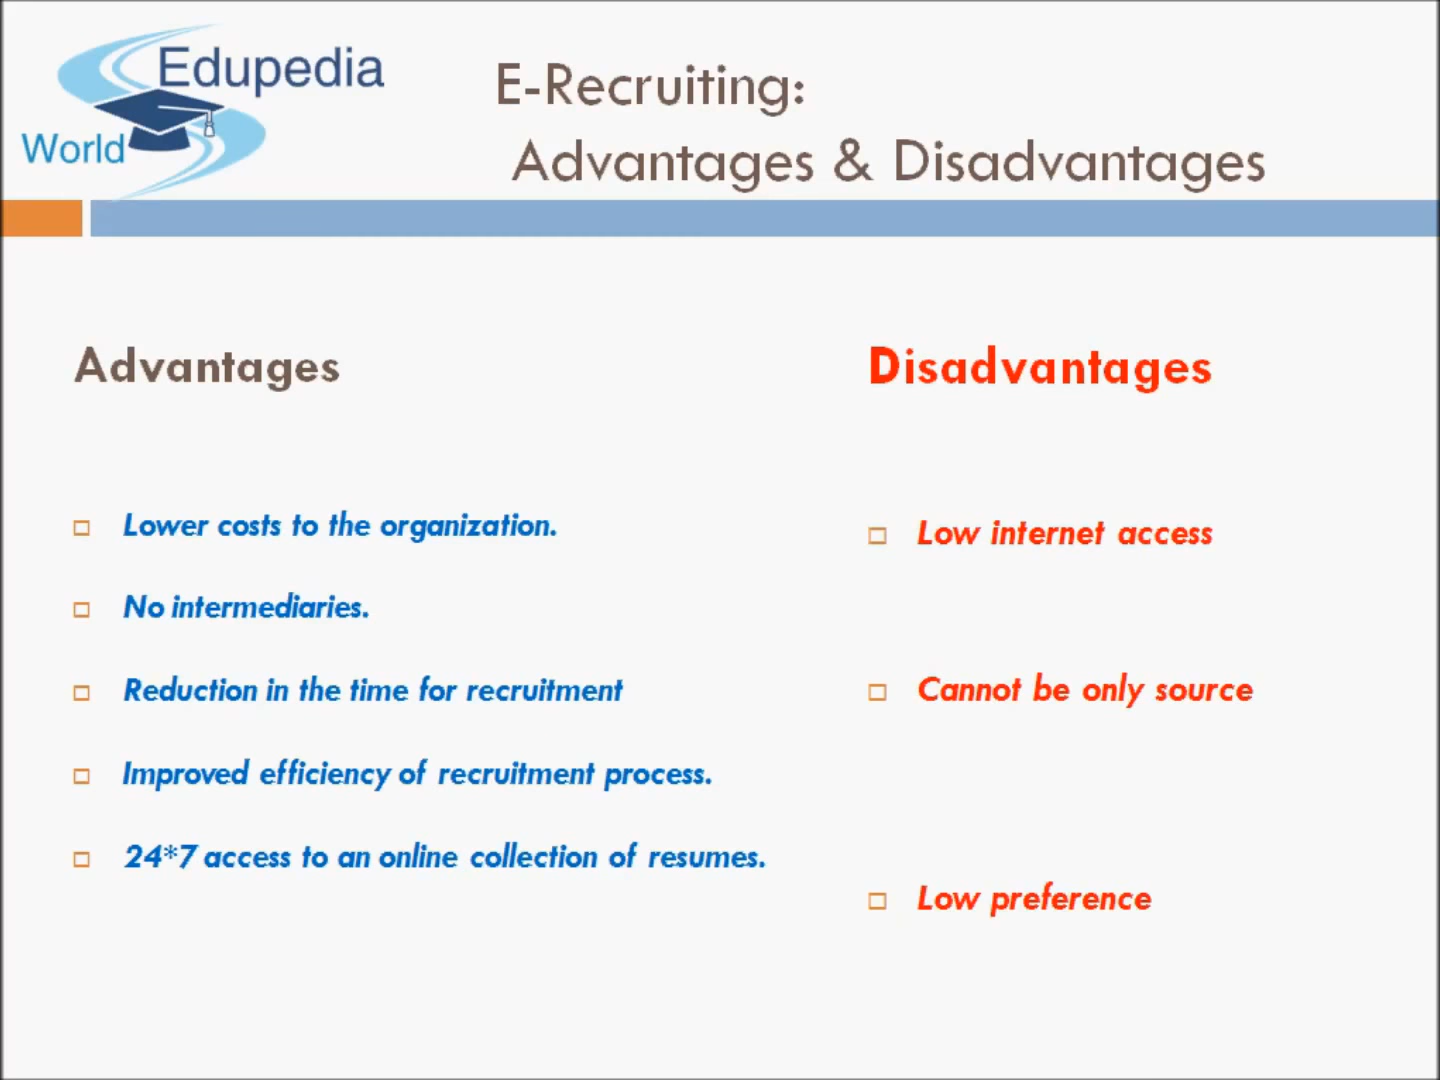 Edupedia
World
E-Recruiting:
Advantages & Disadvantages
Advantages
Lower costs to the organization.
No intermediaries.
Reduction in the time for recruitment
Improved efficiency of recruitment process.
24*7 access to an online collection of resumes.
Disadvantages
Low internet access
Cannot be only source
Low preference